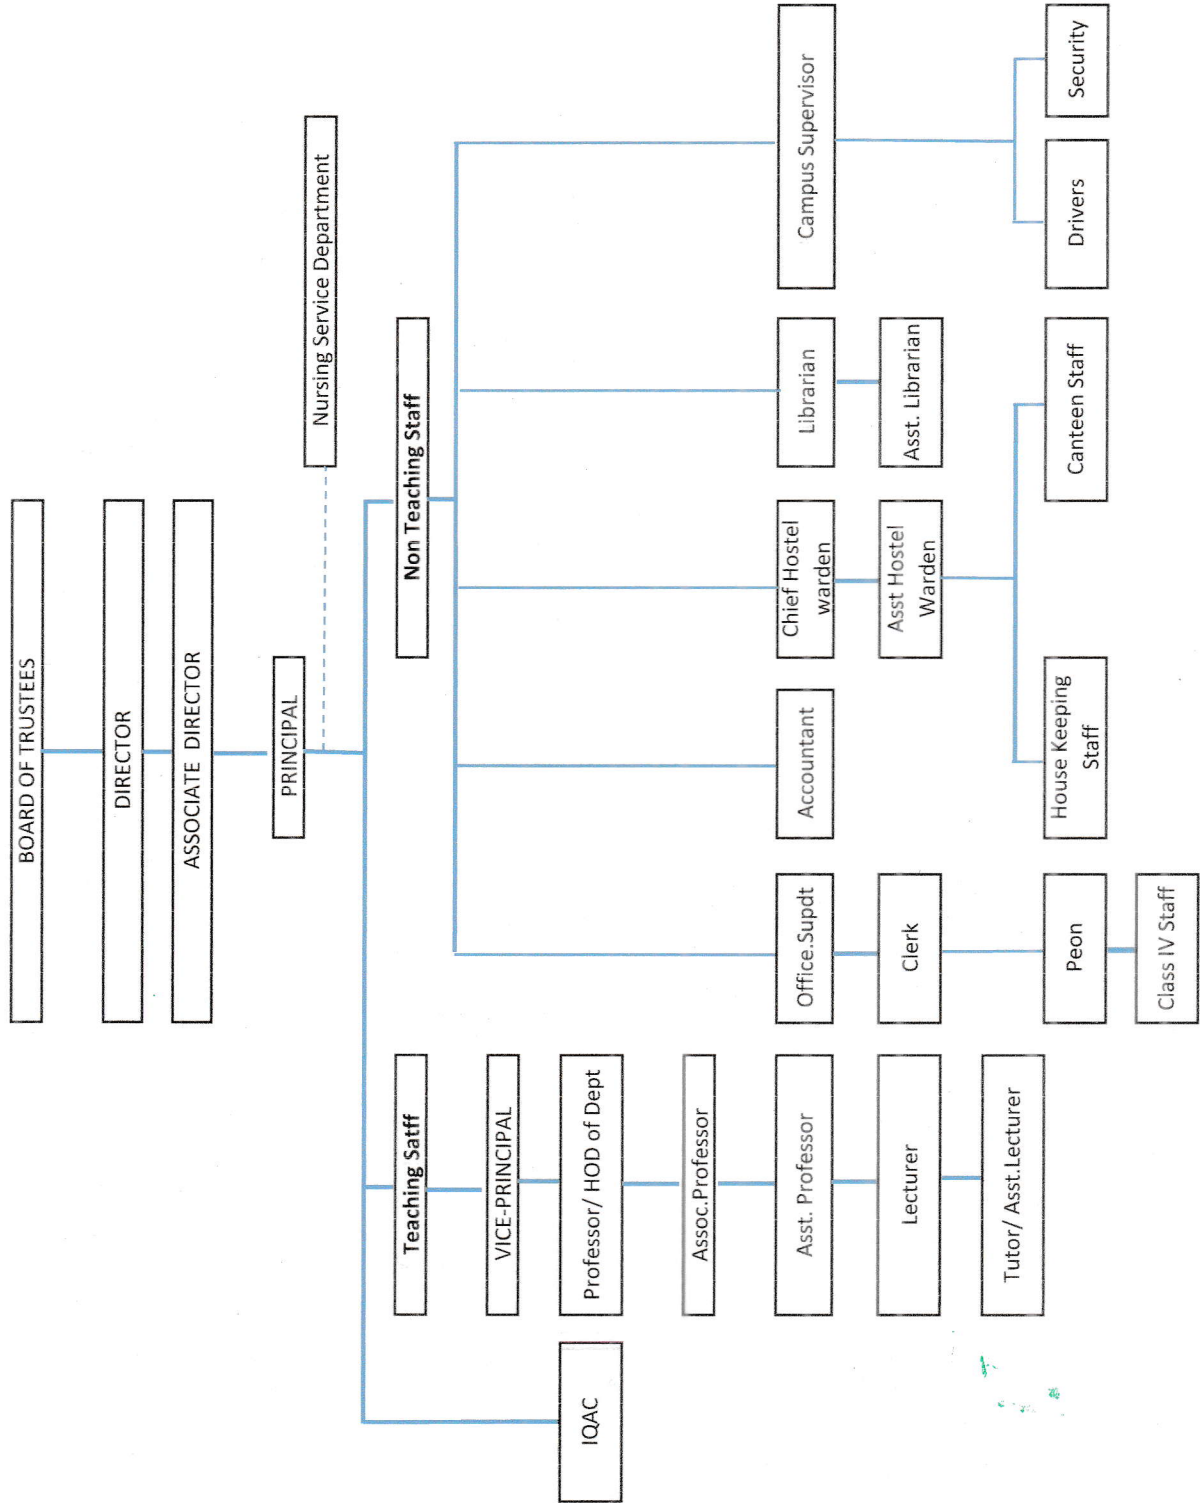 BOARD OF TRUSTEES
DIRECTOR
ASSOCIATE DIRECTOR
PRINCIPAL
Nursing Service Department
Teaching Satff
Non Teaching Staff
IQAC
VICE-PRINCIPAL
Professor/ HOD of Dept
Assoc.Professor
Asst. Professor
Lecturer
Tutor/ Asst.Lecturer
Office.Supdt
Clerk
Peon
Class IV Staff
Accountant
Chief Hostel
warden
Asst Hostel
Warden
House Keeping
Staff
Canteen Staff
Librarian
Asst. Librarian
Campus Supervisor
Drivers
Security